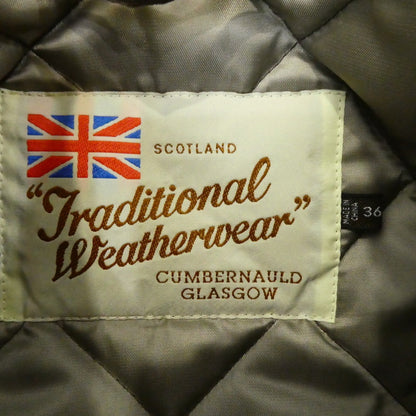 SCOTLAND
"Traditional
Weatherwear"
CUMBERNAULD
GLASGOW
MADE IN
CHINA
36